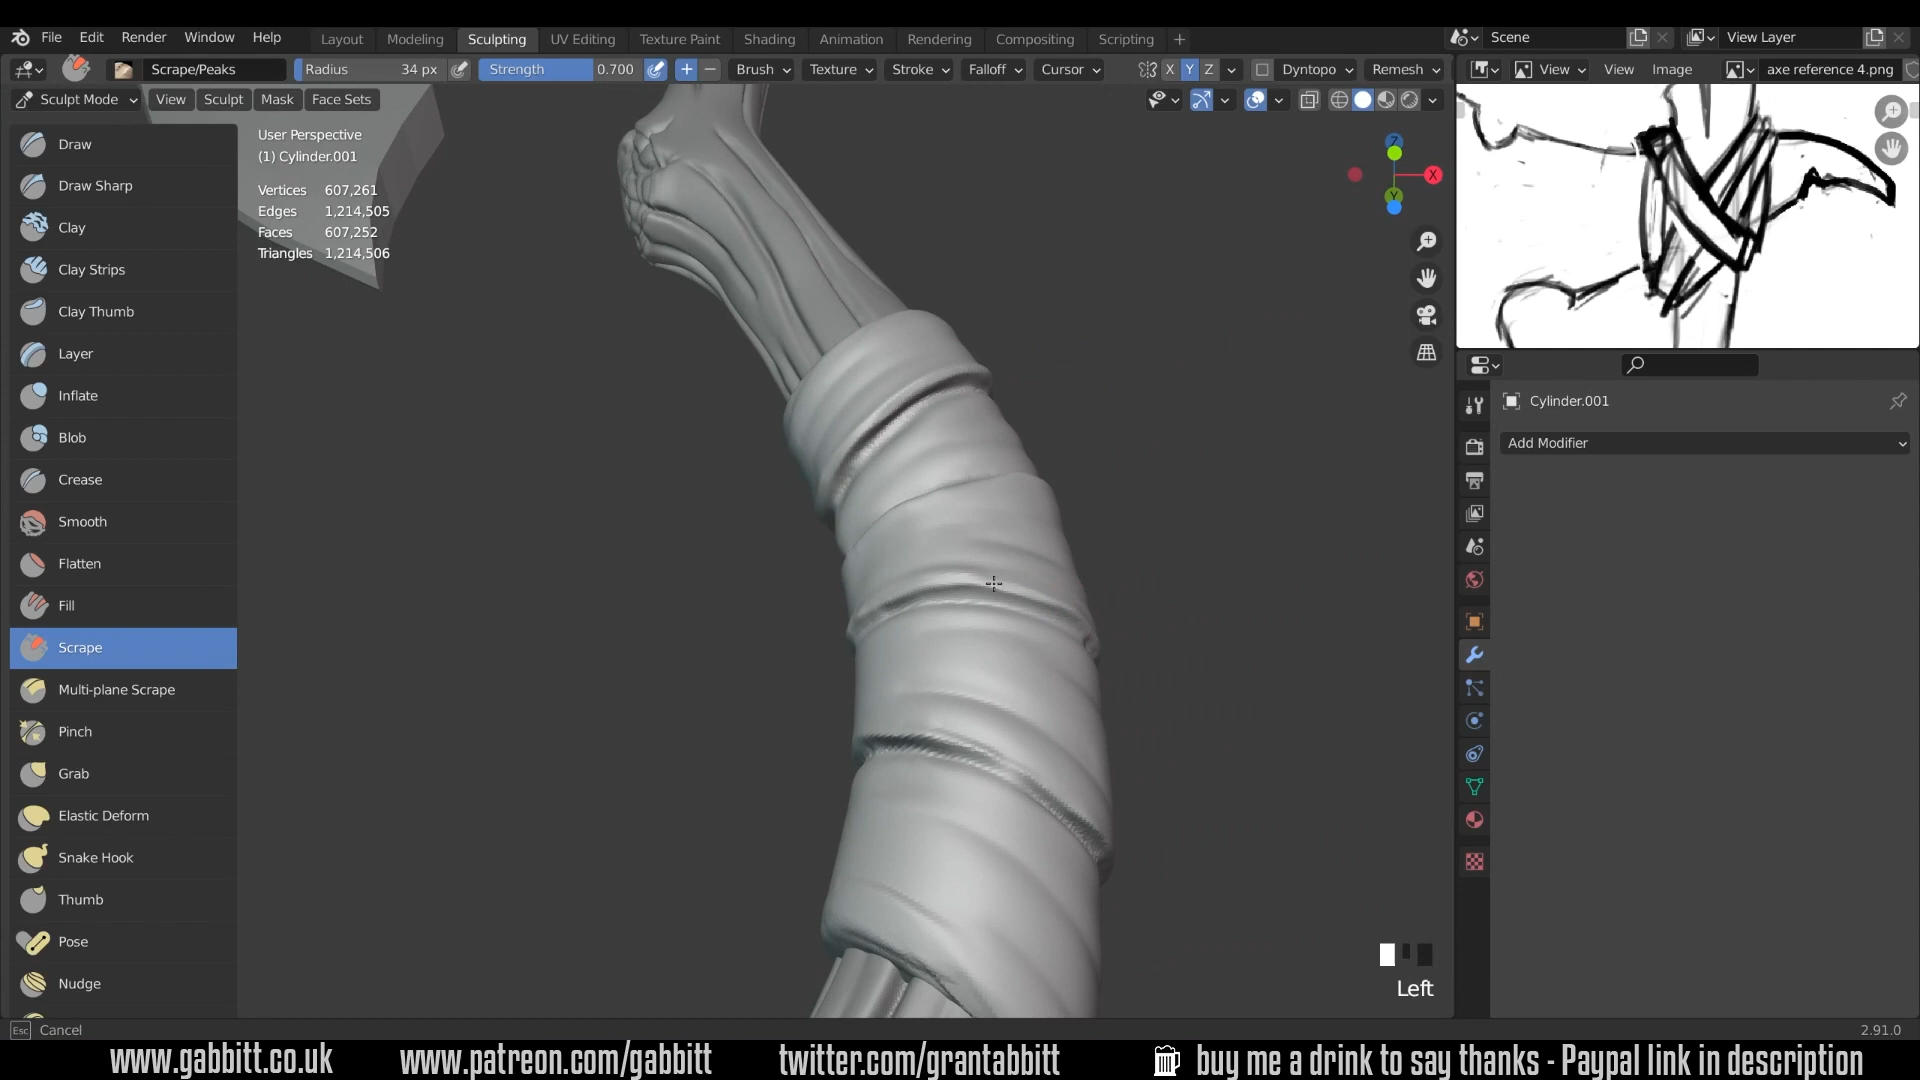 File Edit Render Window Help Layout Modeling Sculpting UV Editing Texture Paint Shading Animation Rendering Compositing Scripting Scene View Layer
Scrape/Peaks Radius 34 px Strength 0.700 Brush Texture Stroke Falloff Cursor X Y Z Dyntopo Remesh View View Image axe reference 4.png
Sculpt Mode View Sculpt Mask Face Sets
User Perspective
(1) Cylinder.001
Vertices 607,261
Edges 1,214,505
Faces 607,252
Triangles 1,214,506
Z
X
Y
Draw
Draw Sharp
Clay
Clay Strips
Clay Thumb
Layer
Inflate
Blob
Crease
Smooth
Flatten
Fill
Scrape
Multi-plane Scrape
Pinch
Grab
Elastic Deform
Snake Hook
Thumb
Pose
Nudge
Cylinder.001
Add Modifier
Left
Esc Cancel
2.91.0
www.gabbitt.co.uk www.patreon.com/gabbitt twitter.com/grantabbitt buy me a drink to say thanks - Paypal link in description